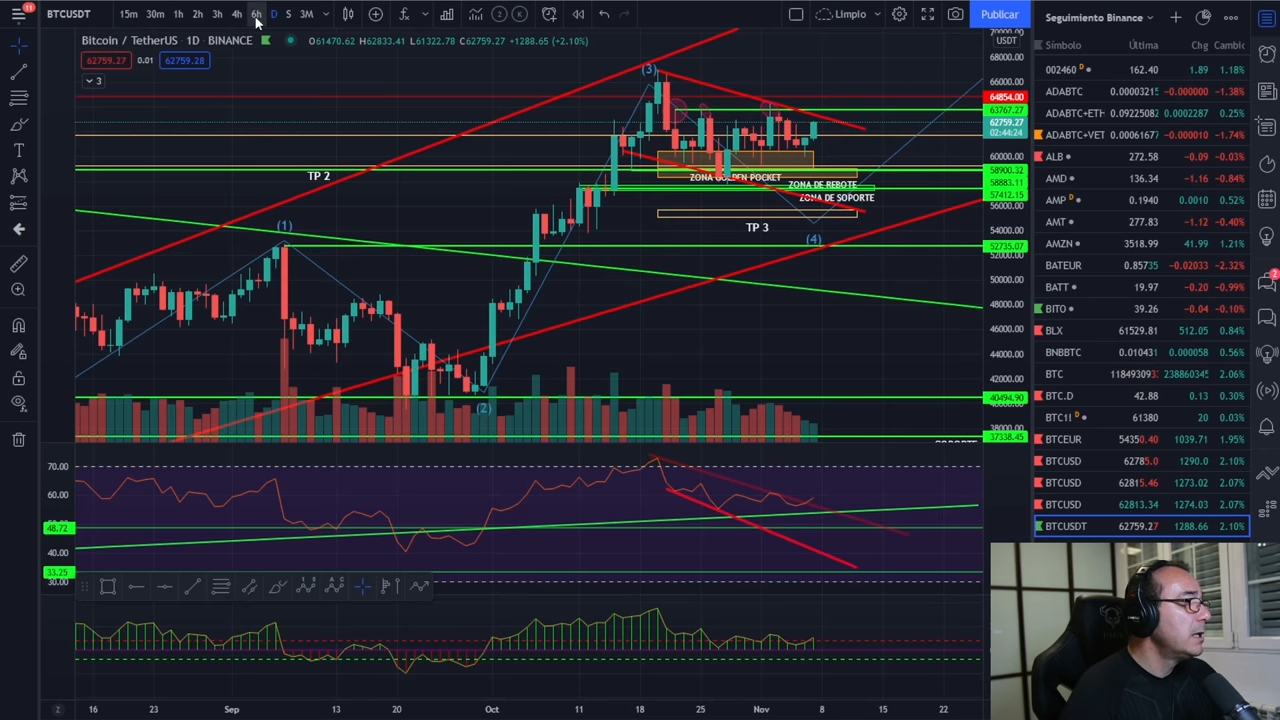 11
BTCUSDT
15m 30m 1h 2h 3h 4h 6h D S 3M
2 K
Limpio
Publicar
Bitcoin / TetherUS · 1D · BINANCE
O61470.62 H62833.41 L61322.78 C62759.27 +1288.65 (+2.10%)
62759.27 0.01 62759.28
3
USDT
70000.00
68000.00
66000.00
64854.00
63767.27
62759.27
02:44:24
60000.00
58900.32
58883.11
57412.15
56000.00
54000.00
52735.07
50000.00
48000.00
46000.00
44000.00
42000.00
40494.90
38000.00
37338.45
(3)
TP 2
ZONA GOLDEN POCKET
ZONA DE REBOTE
ZONA DE SOPORTE
TP 3
(1)
(4)
(2)
SOPORTE
70.00
60.00
48.72
40.00
33.25
30.00
Z
16 23 Sep 13 20 Oct 11 18 25 Nov 8 15 22
Seguimiento Binance
Símbolo Última Chg Cambio
002460 D 162.40 1.89 1.18%
ADABTC 0.00003215 −0.000000 −1.38%
ADABTC+ETH 0.0922508 0.0002287 0.25%
ADABTC+VET 0.0006167 −0.000010 −1.74%
ALB 272.58 −0.09 −0.03%
AMD 136.34 −1.16 −0.84%
AMP D 0.1940 0.0010 0.52%
AMT 277.83 −1.12 −0.40%
AMZN 3518.99 41.99 1.21%
BATEUR 0.85735 −0.02033 −2.32%
BATT 19.97 −0.20 −0.99%
BITO 39.26 −0.04 −0.10%
BLX 61529.81 512.05 0.84%
BNBBTC 0.010431 0.000058 0.56%
BTC 1184930933 238860345 2.06%
BTC.D 42.88 0.13 0.30%
BTC1! D 61380 20 0.03%
BTCEUR 54350.40 1039.71 1.95%
BTCUSD 62785.0 1290.0 2.10%
BTCUSD 62815.46 1273.02 2.07%
BTCUSD 62813.34 1274.03 2.07%
BTCUSDT 62759.27 1288.66 2.10%
2